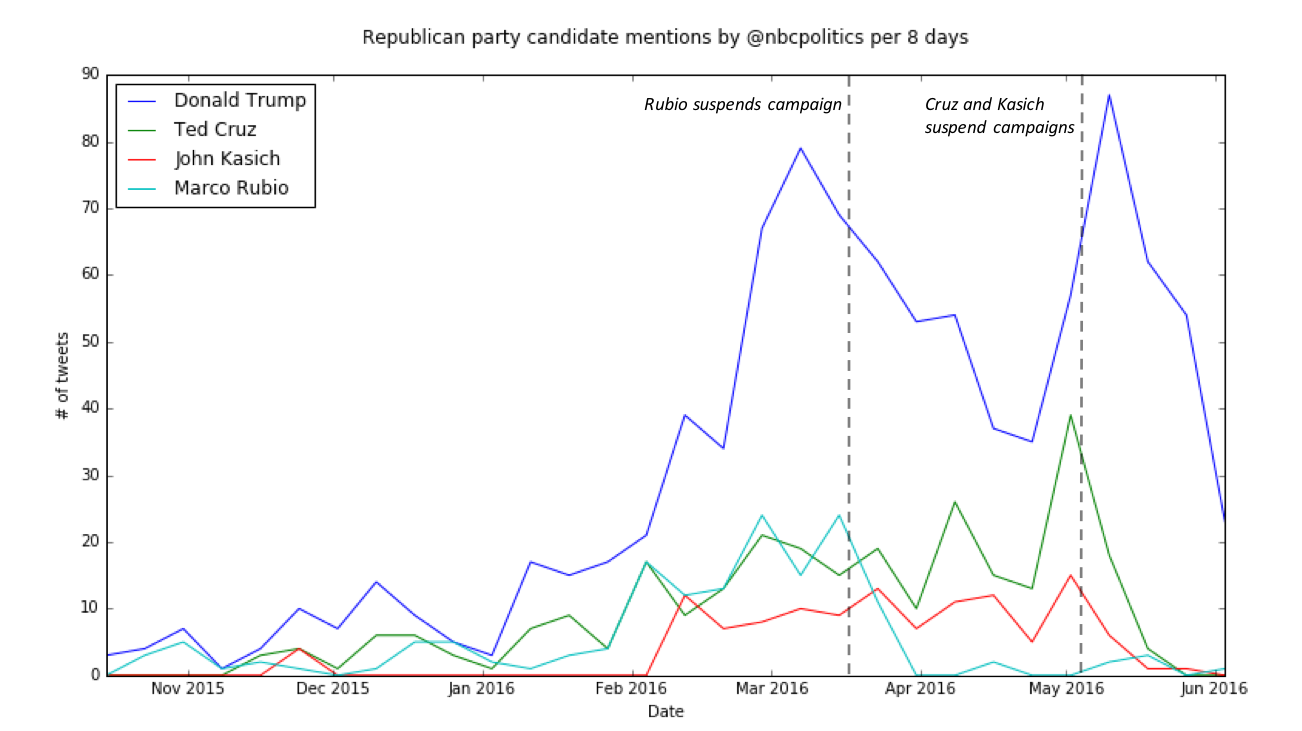 Republican party candidate mentions by @nbcpolitics per 8 days
90
80
70
60
50
40
30
20
10
0
# of tweets
Donald Trump
Ted Cruz
John Kasich
Marco Rubio
Rubio suspends campaign
Cruz and Kasich
suspend campaigns
Nov 2015
Dec 2015
Jan 2016
Feb 2016
Mar 2016
Apr 2016
May 2016
Jun 2016
Date